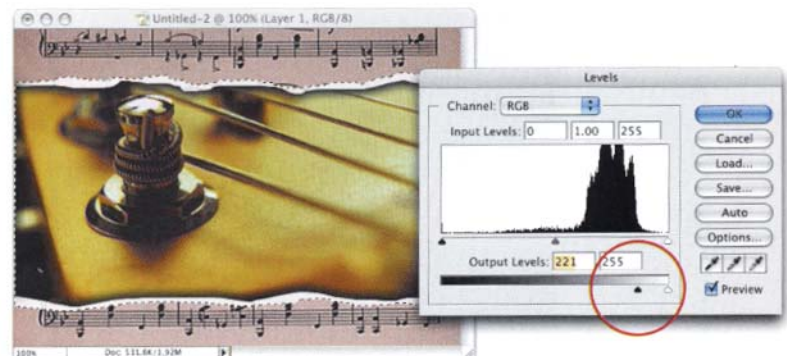 Untitled-2 @ 100% (Layer 1, RGB/8)
Levels
Channel: RGB
OK
Input Levels: 0 1.00 255
Cancel
Load...
Save...
Auto
Options...
Output Levels: 221 255
Preview
100% Doc: 531.6K/1.92M